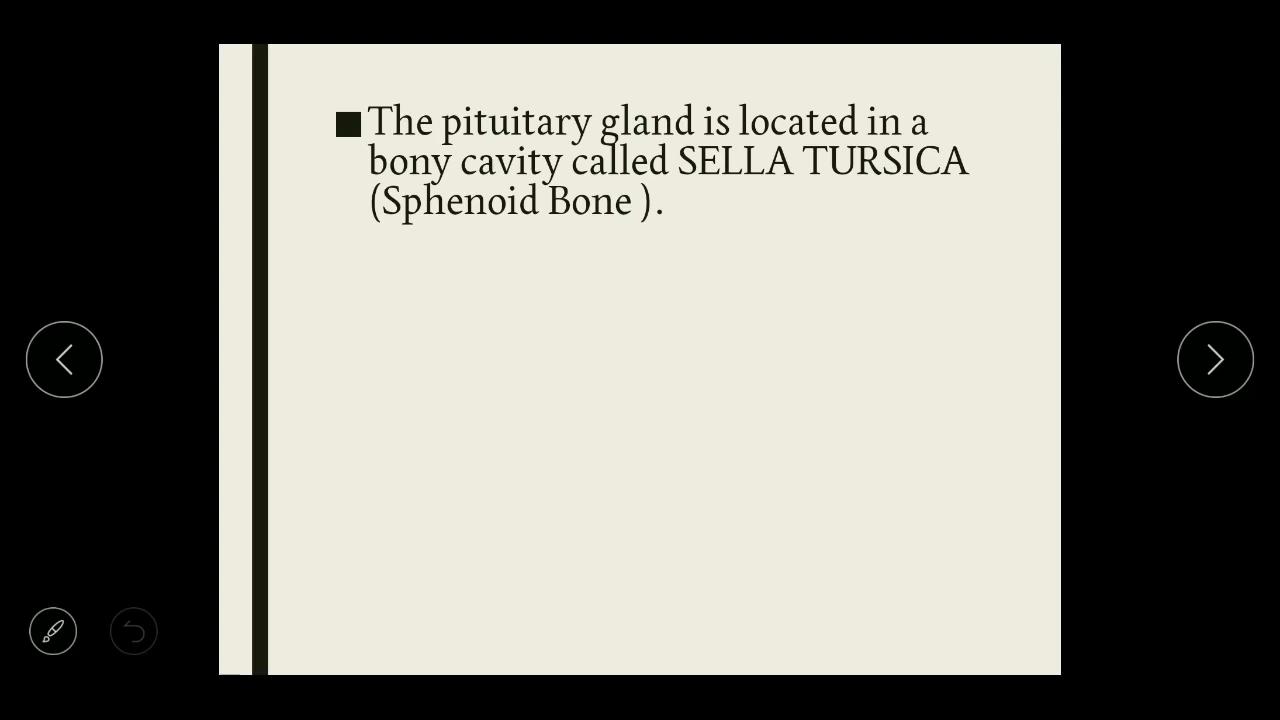 The pituitary gland is located in a
bony cavity called SELLA TURSICA
(Sphenoid Bone ).